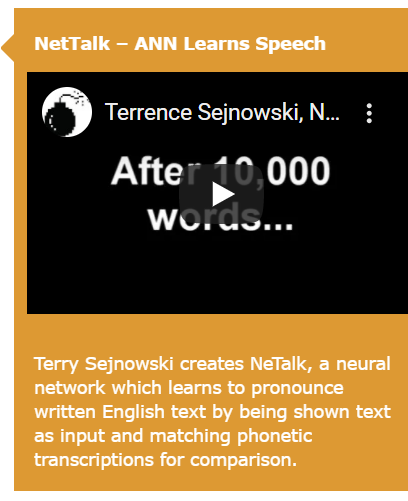 NetTalk – ANN Learns Speech
Terrence Sejnowski, N...
After 10,000
words...
Terry Sejnowski creates NeTalk, a neural
network which learns to pronounce
written English text by being shown text
as input and matching phonetic
transcriptions for comparison.